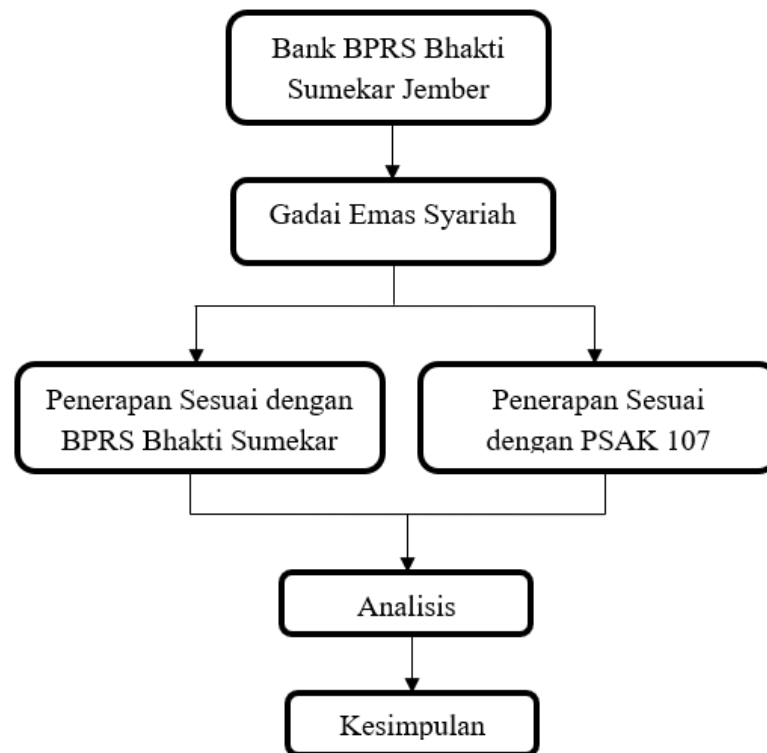 Bank BPRS Bhakti
Sumekar Jember
Gadai Emas Syariah
Penerapan Sesuai dengan
BPRS Bhakti Sumekar
Penerapan Sesuai
dengan PSAK 107
Analisis
Kesimpulan